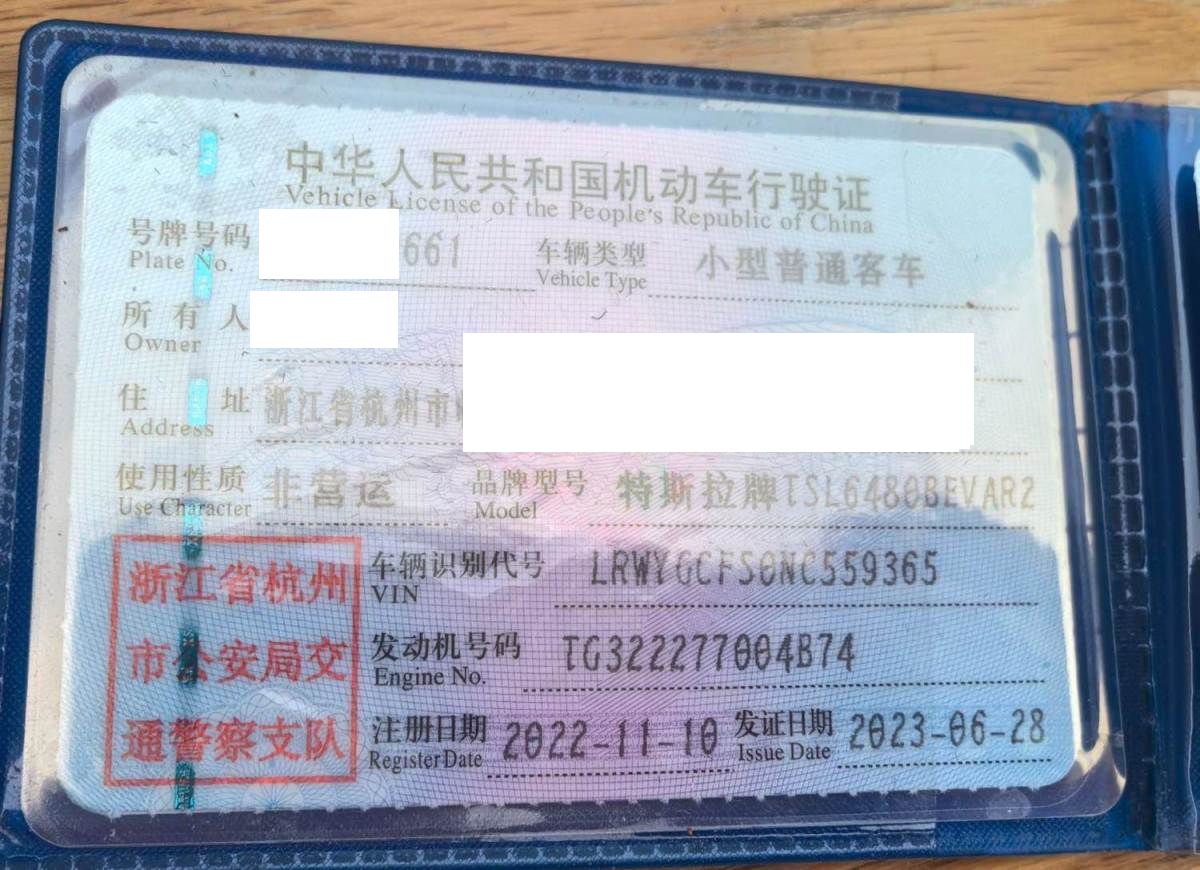 中华人民共和国机动车行驶证
Vehicle License of the People's Republic of China
号牌号码 661 车辆类型 小型普通客车
Plate No. Vehicle Type
所有人
Owner
住址 浙江省杭州市
Address
使用性质 非营运 品牌型号 特斯拉牌TSL6480BEVAR2
Use Character Model
浙江省杭州
市公安局交
通警察支队
车辆识别代号 LRWYGCFS0NC559365
VIN
发动机号码 TG322277004B74
Engine No.
注册日期 2022-11-10 发证日期 2023-06-28
Register Date Issue Date